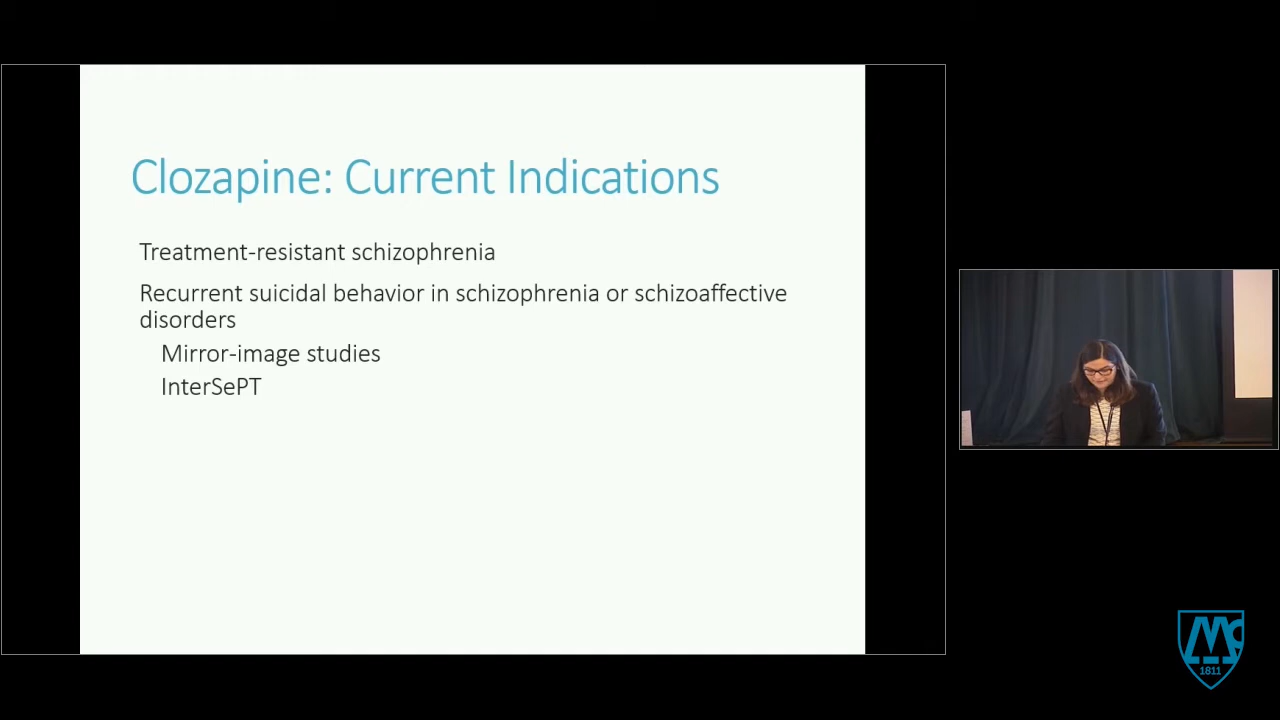 Clozapine: Current Indications
Treatment-resistant schizophrenia
Recurrent suicidal behavior in schizophrenia or schizoaffective
disorders
Mirror-image studies
InterSePT
Mc
1811